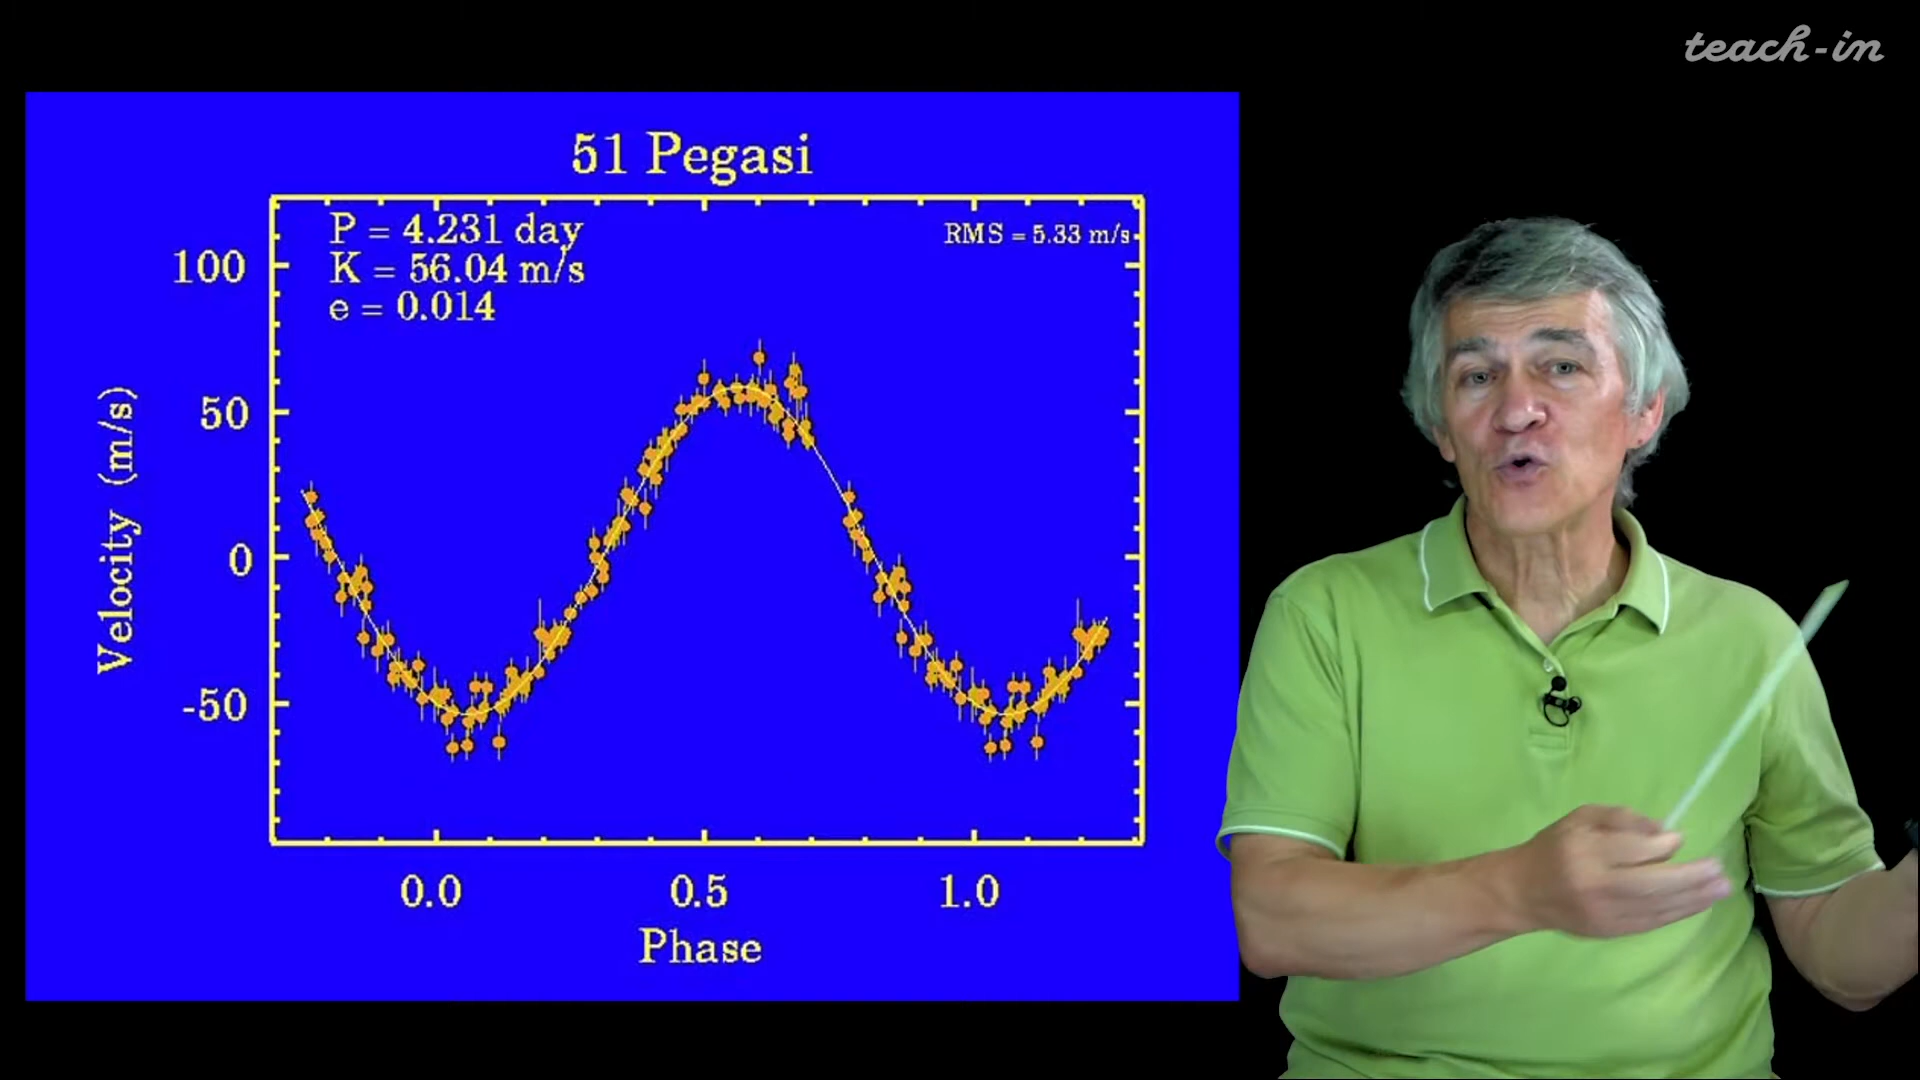 teach-in
51 Pegasi
P = 4.231 day
K = 56.04 m/s
e = 0.014
RMS = 5.33 m/s
100
50
0
-50
Velocity (m/s)
0.0 0.5 1.0
Phase